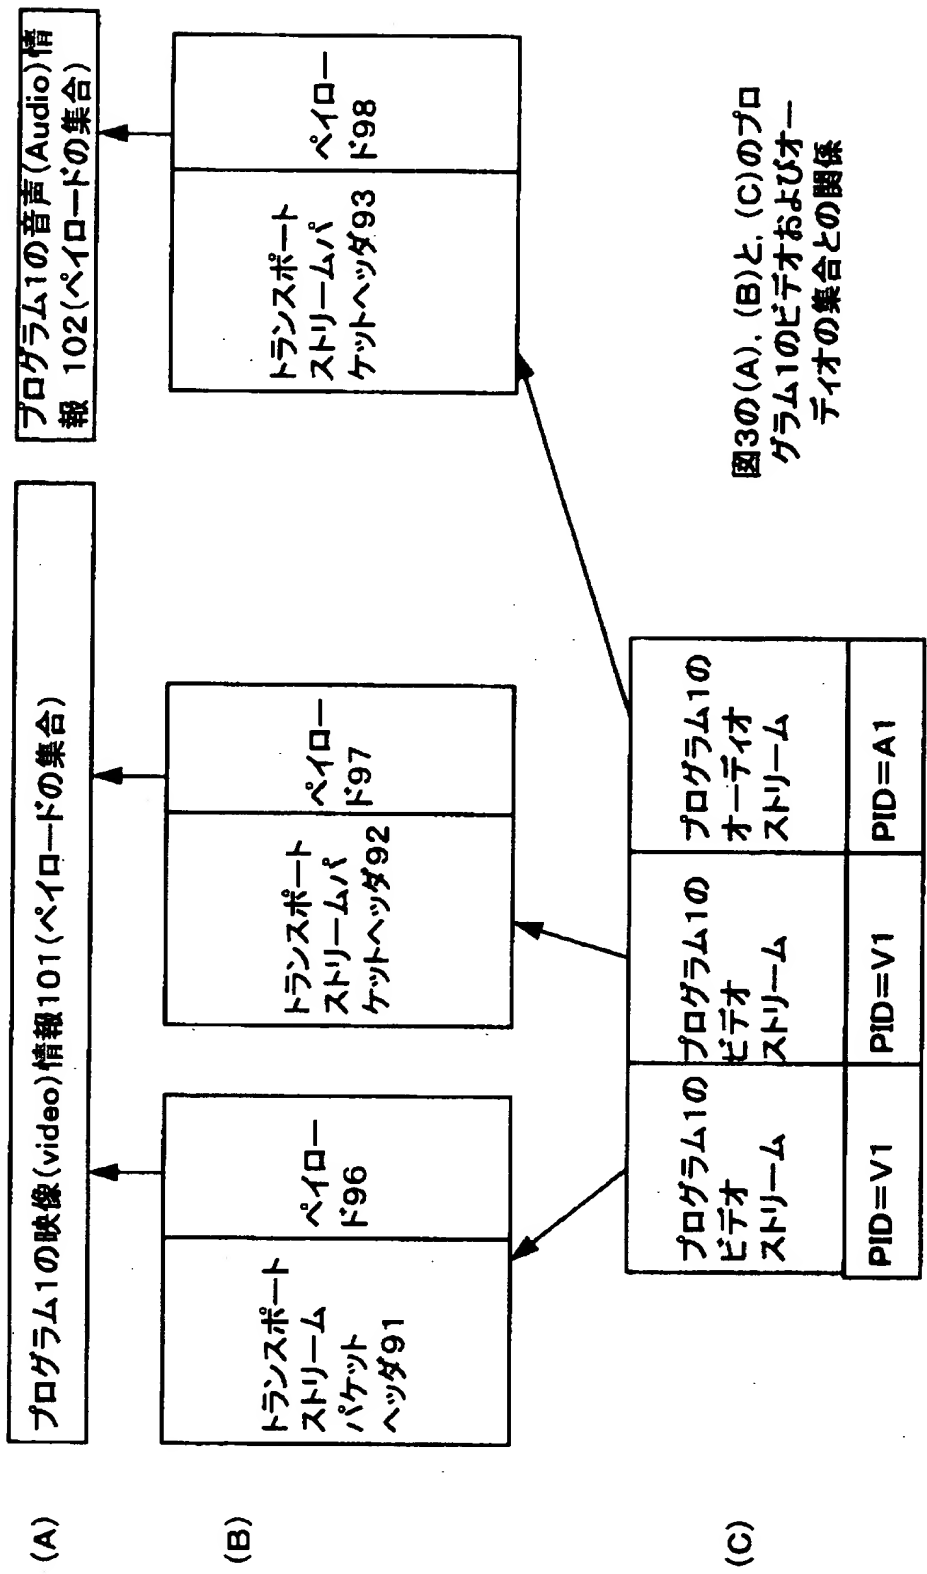 (A)
プログラム1の映像(video)情報101(ペイロードの集合)
プログラム1の音声(Audio)情
報 102(ペイロードの集合)
(B)
トランスポート
ストリーム
パケット
ヘッダ91
ペイロー
ド96
トランスポート
ストリームパ
ケットヘッダ92
ペイロー
ド97
トランスポート
ストリームパ
ケットヘッダ93
ペイロー
ド98
(C)
プログラム1の
ビデオ
ストリーム
PID=V1
プログラム1の
ビデオ
ストリーム
PID=V1
プログラム1の
オーディオ
ストリーム
PID=A1
図3の(A)、(B)と、(C)のプロ
グラム1のビデオおよびオー
ディオの集合との関係